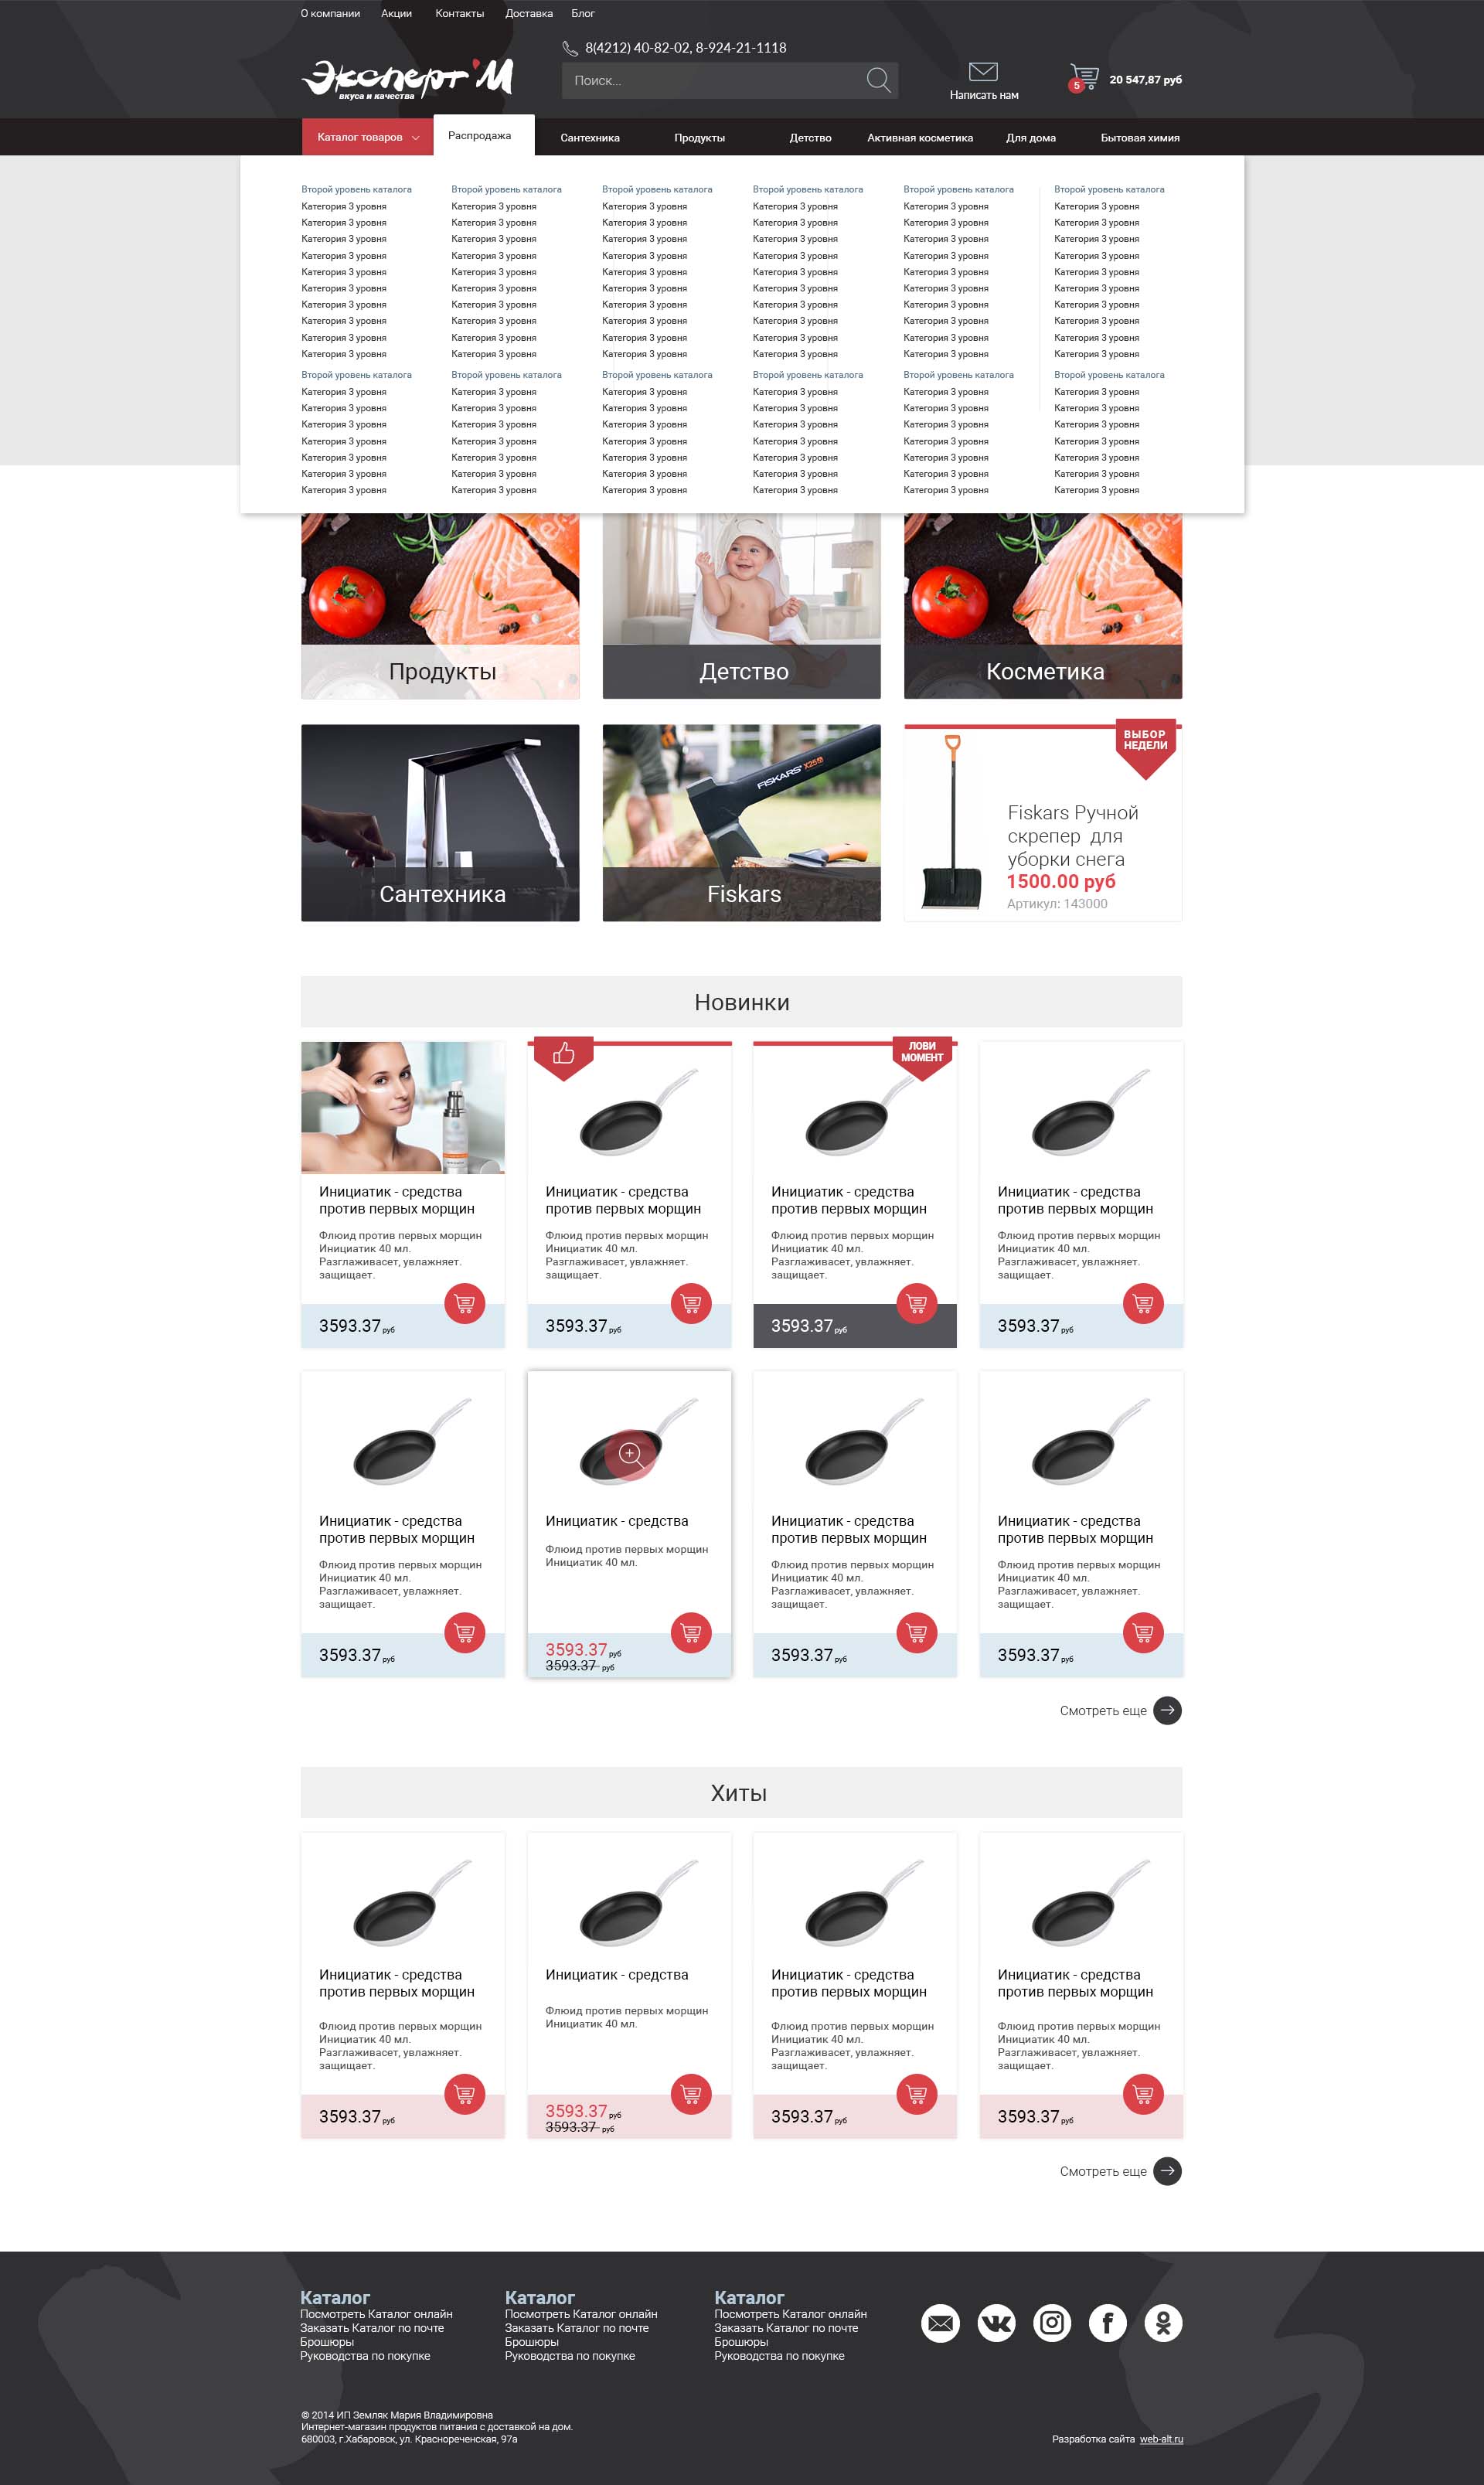 О компании Акции Контакты Доставка Блог
8(4212) 40-82-02, 8-924-21-1118
Эксперт'М
вкуса и качества
Поиск...
Написать нам
5
20 547,87 руб
Каталог товаров Распродажа Сантехника Продукты Детство Активная косметика Для дома Бытовая химия
Второй уровень каталога Второй уровень каталога Второй уровень каталога Второй уровень каталога Второй уровень каталога Второй уровень каталога
Категория 3 уровня Категория 3 уровня Категория 3 уровня Категория 3 уровня Категория 3 уровня Категория 3 уровня
Категория 3 уровня Категория 3 уровня Категория 3 уровня Категория 3 уровня Категория 3 уровня Категория 3 уровня
Категория 3 уровня Категория 3 уровня Категория 3 уровня Категория 3 уровня Категория 3 уровня Категория 3 уровня
Категория 3 уровня Категория 3 уровня Категория 3 уровня Категория 3 уровня Категория 3 уровня Категория 3 уровня
Категория 3 уровня Категория 3 уровня Категория 3 уровня Категория 3 уровня Категория 3 уровня Категория 3 уровня
Категория 3 уровня Категория 3 уровня Категория 3 уровня Категория 3 уровня Категория 3 уровня Категория 3 уровня
Категория 3 уровня Категория 3 уровня Категория 3 уровня Категория 3 уровня Категория 3 уровня Категория 3 уровня
Категория 3 уровня Категория 3 уровня Категория 3 уровня Категория 3 уровня Категория 3 уровня Категория 3 уровня
Категория 3 уровня Категория 3 уровня Категория 3 уровня Категория 3 уровня Категория 3 уровня Категория 3 уровня
Категория 3 уровня Категория 3 уровня Категория 3 уровня Категория 3 уровня Категория 3 уровня Категория 3 уровня
Второй уровень каталога Второй уровень каталога Второй уровень каталога Второй уровень каталога Второй уровень каталога Второй уровень каталога
Категория 3 уровня Категория 3 уровня Категория 3 уровня Категория 3 уровня Категория 3 уровня Категория 3 уровня
Категория 3 уровня Категория 3 уровня Категория 3 уровня Категория 3 уровня Категория 3 уровня Категория 3 уровня
Категория 3 уровня Категория 3 уровня Категория 3 уровня Категория 3 уровня Категория 3 уровня Категория 3 уровня
Категория 3 уровня Категория 3 уровня Категория 3 уровня Категория 3 уровня Категория 3 уровня Категория 3 уровня
Категория 3 уровня Категория 3 уровня Категория 3 уровня Категория 3 уровня Категория 3 уровня Категория 3 уровня
Категория 3 уровня Категория 3 уровня Категория 3 уровня Категория 3 уровня Категория 3 уровня Категория 3 уровня
Категория 3 уровня Категория 3 уровня Категория 3 уровня Категория 3 уровня Категория 3 уровня Категория 3 уровня
Продукты Детство Косметика
Сантехника
FISKARS X25
Fiskars
ВЫБОР
НЕДЕЛИ
Fiskars Ручной
скрепер для
уборки снега
1500.00 руб
Артикул: 143000
Новинки
ЛОВИ
МОМЕНТ
Инициатик - средства Инициатик - средства Инициатик - средства Инициатик - средства
против первых морщин против первых морщин против первых морщин против первых морщин
Флюид против первых морщин Флюид против первых морщин Флюид против первых морщин Флюид против первых морщин
Инициатик 40 мл. Инициатик 40 мл. Инициатик 40 мл. Инициатик 40 мл.
Разглаживасет, увлажняет. Разглаживасет, увлажняет. Разглаживасет, увлажняет. Разглаживасет, увлажняет.
защищает. защищает. защищает. защищает.
3593.37 руб 3593.37 руб 3593.37 руб 3593.37 руб
Инициатик - средства Инициатик - средства Инициатик - средства Инициатик - средства
против первых морщин против первых морщин против первых морщин
Флюид против первых морщин Флюид против первых морщин Флюид против первых морщин Флюид против первых морщин
Инициатик 40 мл. Инициатик 40 мл. Инициатик 40 мл. Инициатик 40 мл.
Разглаживасет, увлажняет. Разглаживасет, увлажняет. Разглаживасет, увлажняет.
защищает. защищает. защищает.
3593.37 руб 3593.37 руб 3593.37 руб 3593.37 руб
3593.37 руб
Смотреть еще
Хиты
Инициатик - средства Инициатик - средства Инициатик - средства Инициатик - средства
против первых морщин против первых морщин против первых морщин
Флюид против первых морщин Флюид против первых морщин Флюид против первых морщин Флюид против первых морщин
Инициатик 40 мл. Инициатик 40 мл. Инициатик 40 мл. Инициатик 40 мл.
Разглаживасет, увлажняет. Разглаживасет, увлажняет. Разглаживасет, увлажняет.
защищает. защищает. защищает.
3593.37 руб 3593.37 руб 3593.37 руб 3593.37 руб
3593.37 руб
Смотреть еще
Каталог Каталог Каталог
Посмотреть Каталог онлайн Посмотреть Каталог онлайн Посмотреть Каталог онлайн
Заказать Каталог по почте Заказать Каталог по почте Заказать Каталог по почте
Брошюры Брошюры Брошюры
Руководства по покупке Руководства по покупке Руководства по покупке
© 2014 ИП Земляк Мария Владимировна
Интернет-магазин продуктов питания с доставкой на дом.
680003, г.Хабаровск, ул. Краснореченская, 97а
Разработка сайта web-alt.ru